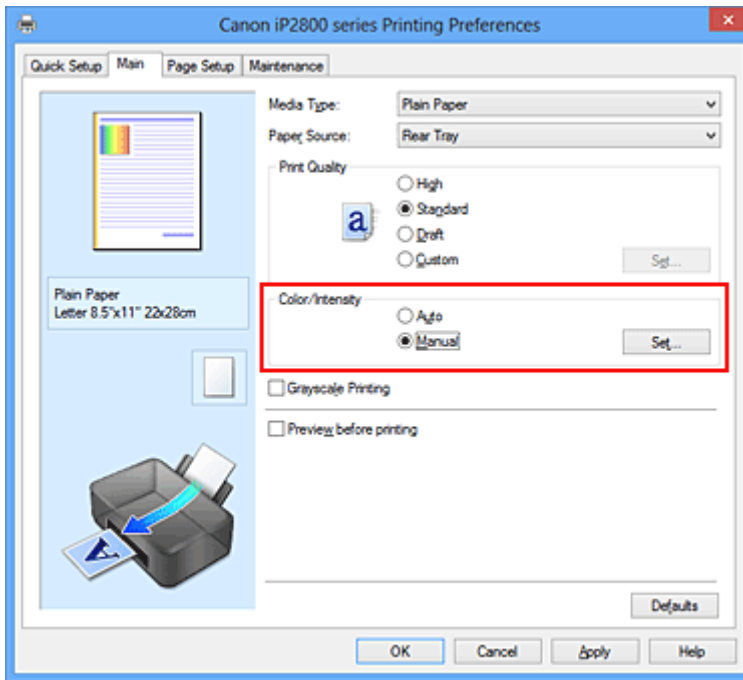 Canon iP2800 series Printing Preferences
Quick Setup Main Page Setup Maintenance
Media Type: Plain Paper
Paper Source: Rear Tray
Print Quality
High
a Standard
Draft
Custom Set...
Plain Paper
Letter 8.5"x11" 22x28cm
Color/Intensity
Auto
Manual Set...
Grayscale Printing
Preview before printing
A
Defaults
OK Cancel Apply Help